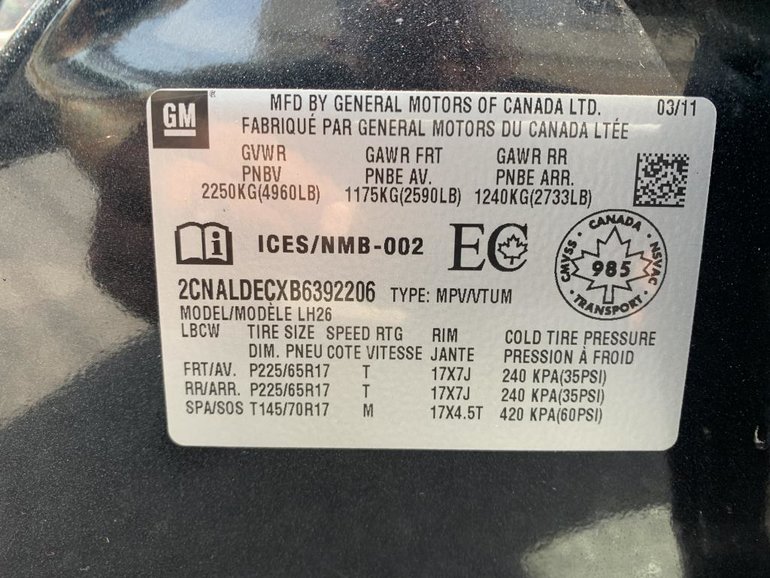 GM
MFD BY GENERAL MOTORS OF CANADA LTD. 03/11
FABRIQUÉ PAR GENERAL MOTORS DU CANADA LTÉE
GVWR GAWR FRT GAWR RR
PNBV PNBE AV. PNBE ARR.
2250KG(4960LB) 1175KG(2590LB) 1240KG(2733LB)
i ICES/NMB-002 EC
CANADA
CMVSS 985 NSVAC
TRANSPORT
2CNALDECXB6392206 TYPE: MPV/VTUM
MODEL/MODÈLE LH26
LBCW TIRE SIZE SPEED RTG RIM COLD TIRE PRESSURE
DIM. PNEU COTE VITESSE JANTE PRESSION À FROID
FRT/AV. P225/65R17 T 17X7J 240 KPA(35PSI)
RR/ARR. P225/65R17 T 17X7J 240 KPA(35PSI)
SPA/SOS T145/70R17 M 17X4.5T 420 KPA(60PSI)